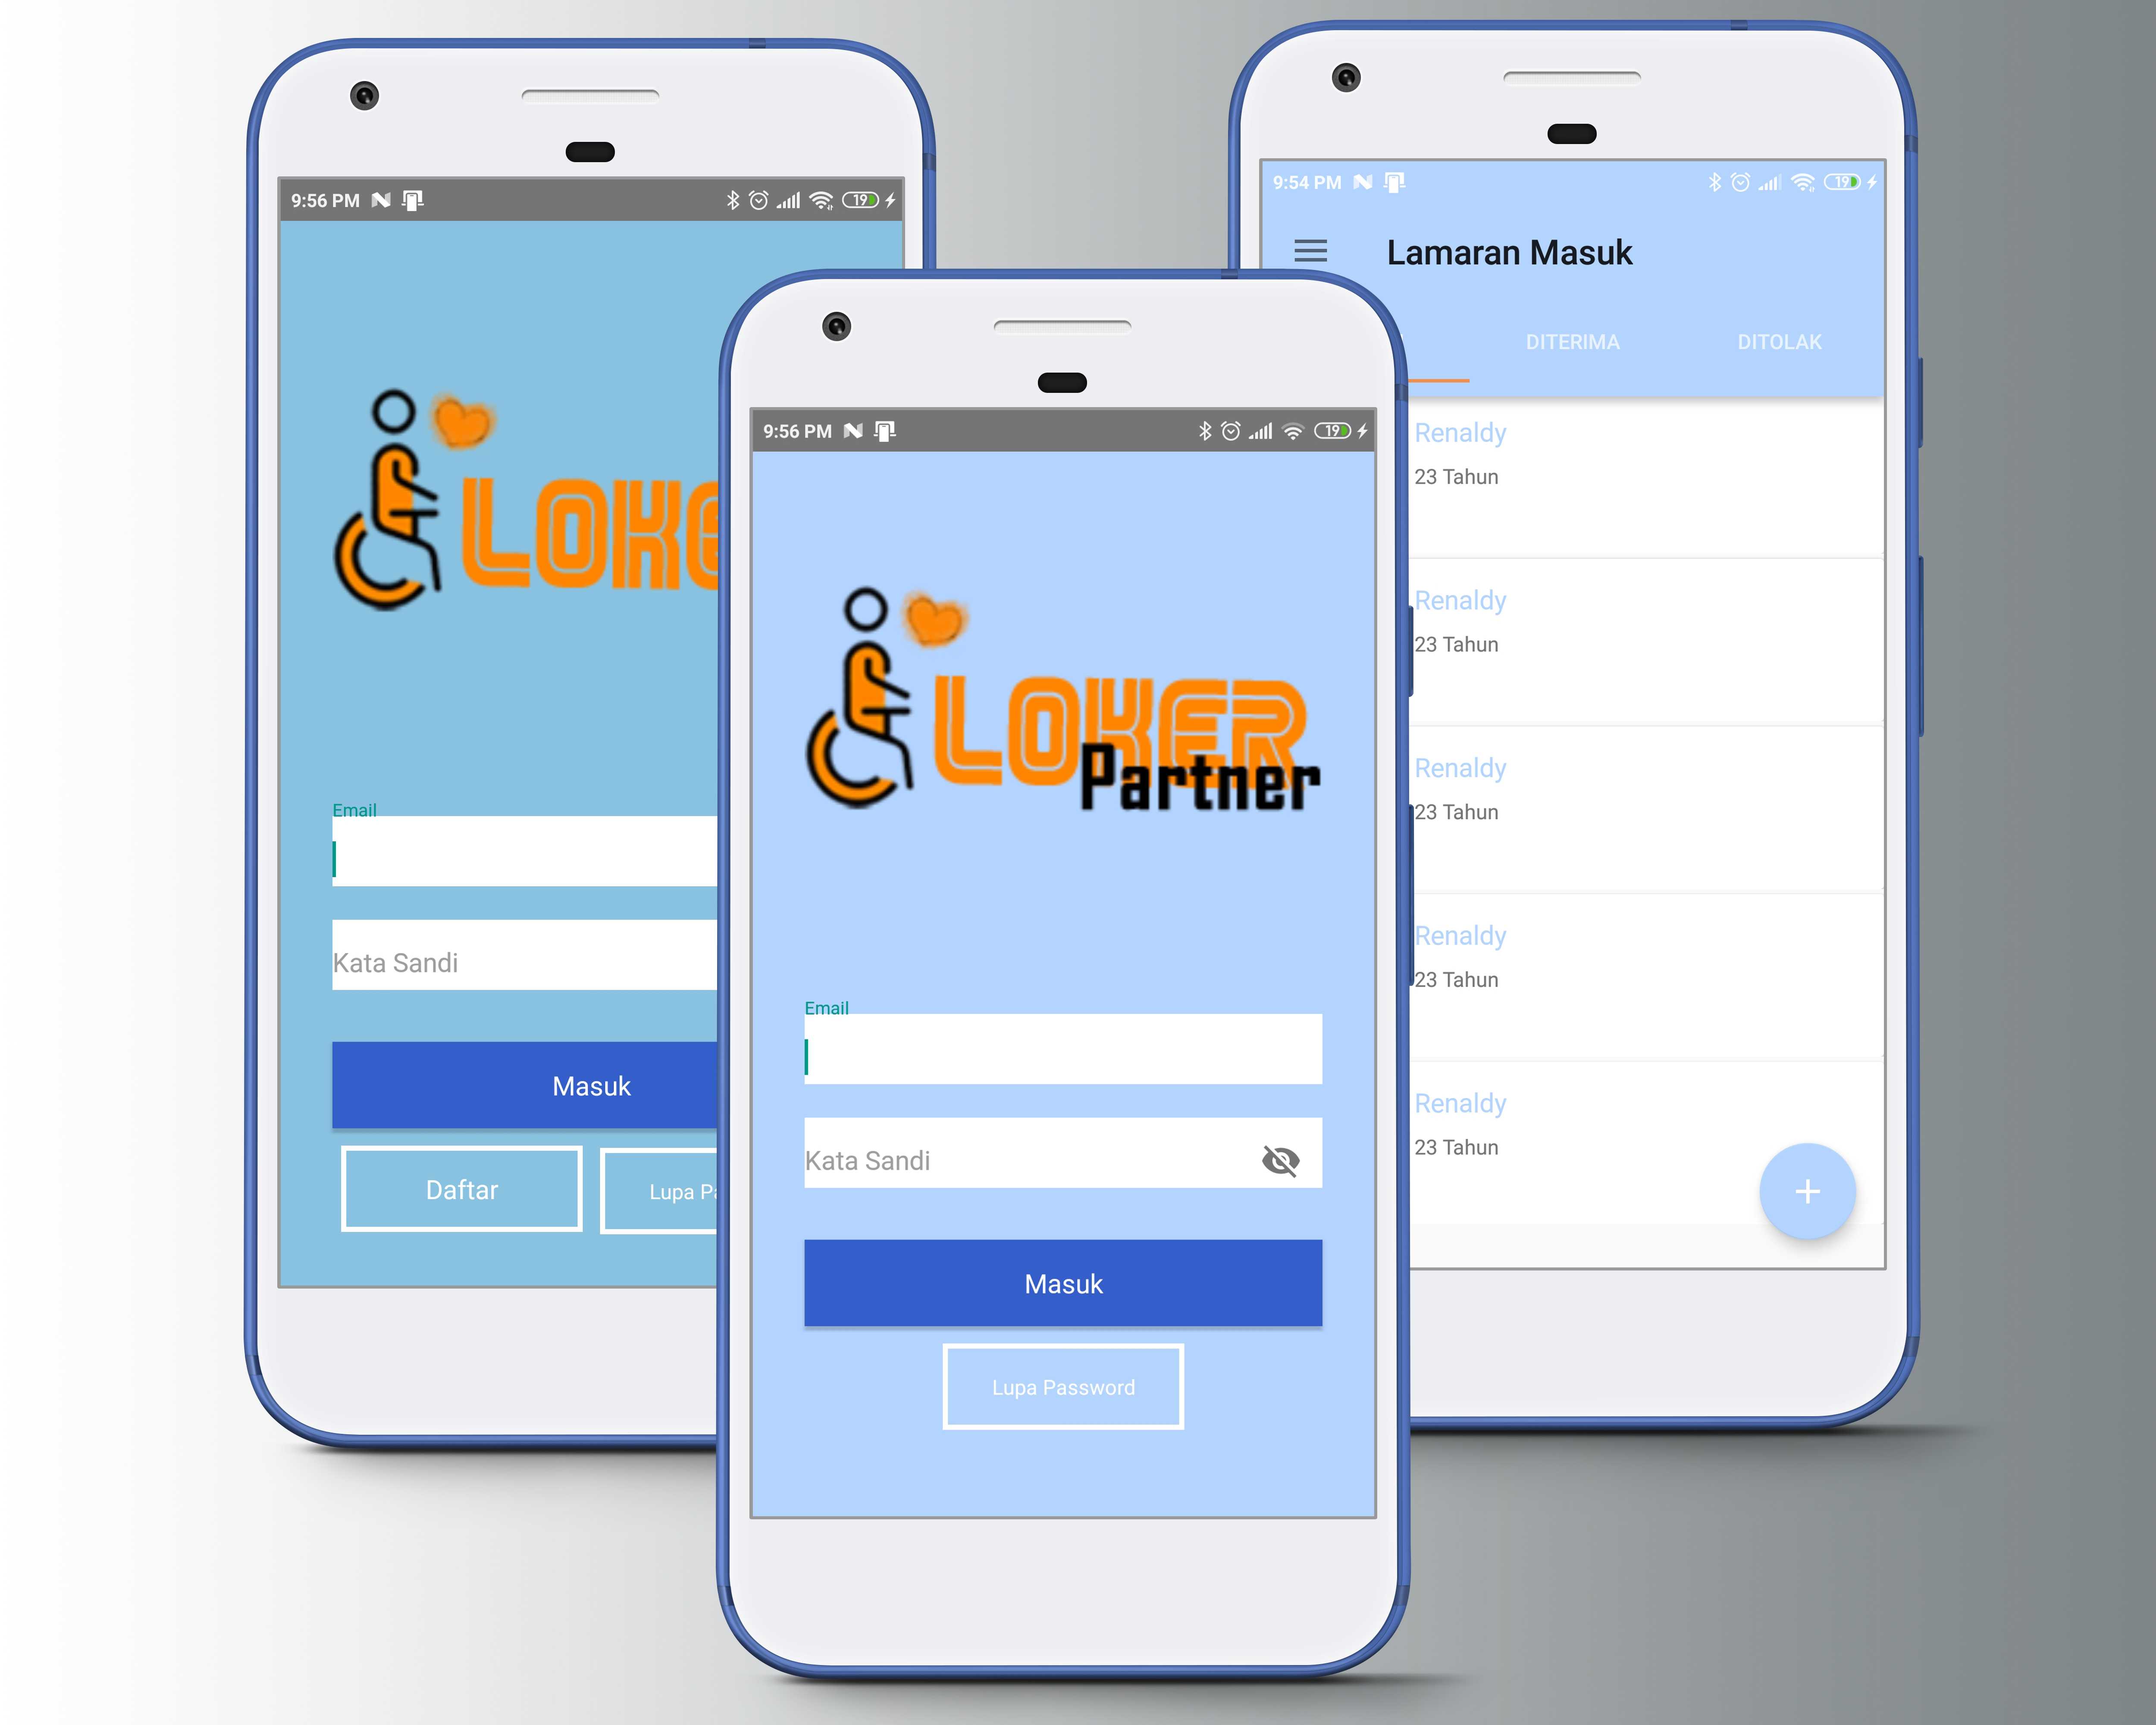 9:56 PM
19
LOKE
Email
Kata Sandi
Masuk
Daftar
Lupa
9:56 PM
19
LOKER
Partner
Email
Kata Sandi
Masuk
Lupa Password
9:54 PM
19
Lamaran Masuk
DITERIMA
DITOLAK
Renaldy
23 Tahun
Renaldy
23 Tahun
Renaldy
23 Tahun
Renaldy
23 Tahun
Renaldy
23 Tahun
+